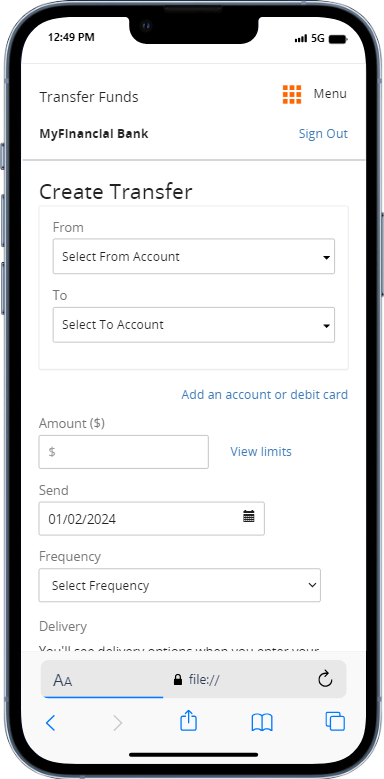 12:49 PM 5G
Transfer Funds Menu
MyFinancial Bank Sign Out
Create Transfer
From
Select From Account
To
Select To Account
Add an account or debit card
Amount ($)
$ View limits
Send
01/02/2024
Frequency
Select Frequency
Delivery
You'll see delivery options when you enter your
AA file://